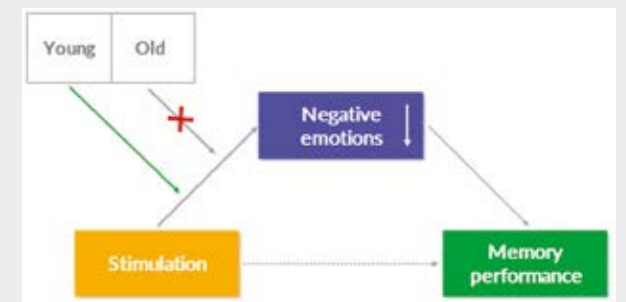 Young Old
Negative
emotions
Stimulation
Memory
performance